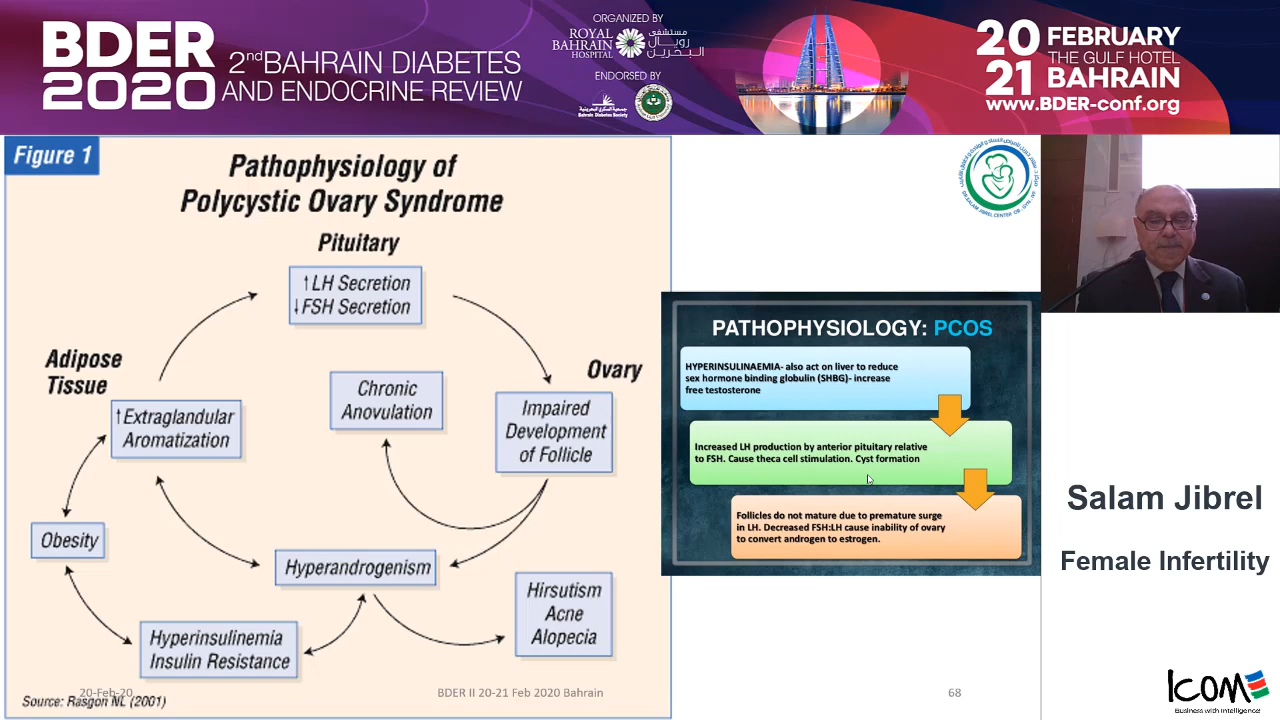 BDER
2020
2nd BAHRAIN DIABETES
AND ENDOCRINE REVIEW
ORGANIZED BY
ROYAL
BAHRAIN
HOSPITAL
مستشفى
رويال
البحرين
ENDORSED BY
Bahrain Diabetes Society
20 FEBRUARY
THE GULF HOTEL
21 BAHRAIN
www.BDER-conf.org
Figure 1
Pathophysiology of
Polycystic Ovary Syndrome
Pituitary
↑LH Secretion
↓FSH Secretion
Adipose
Tissue
Ovary
↑Extraglandular
Aromatization
Chronic
Anovulation
Impaired
Development
of Follicle
Obesity
Hyperandrogenism
Hirsutism
Acne
Alopecia
Hyperinsulinemia
Insulin Resistance
Source: Rasgon NL (2001)
20-Feb-20
BDER II 20-21 Feb 2020 Bahrain
68
PATHOPHYSIOLOGY: PCOS
HYPERINSULINAEMIA- also act on liver to reduce
sex hormone binding globulin (SHBG)- increase
free testosterone
Increased LH production by anterior pituitary relative
to FSH. Cause theca cell stimulation. Cyst formation
Follicles do not mature due to premature surge
in LH. Decreased FSH:LH cause inability of ovary
to convert androgen to estrogen.
Salam Jibrel
Female Infertility
Icom
Business with Intelligence!